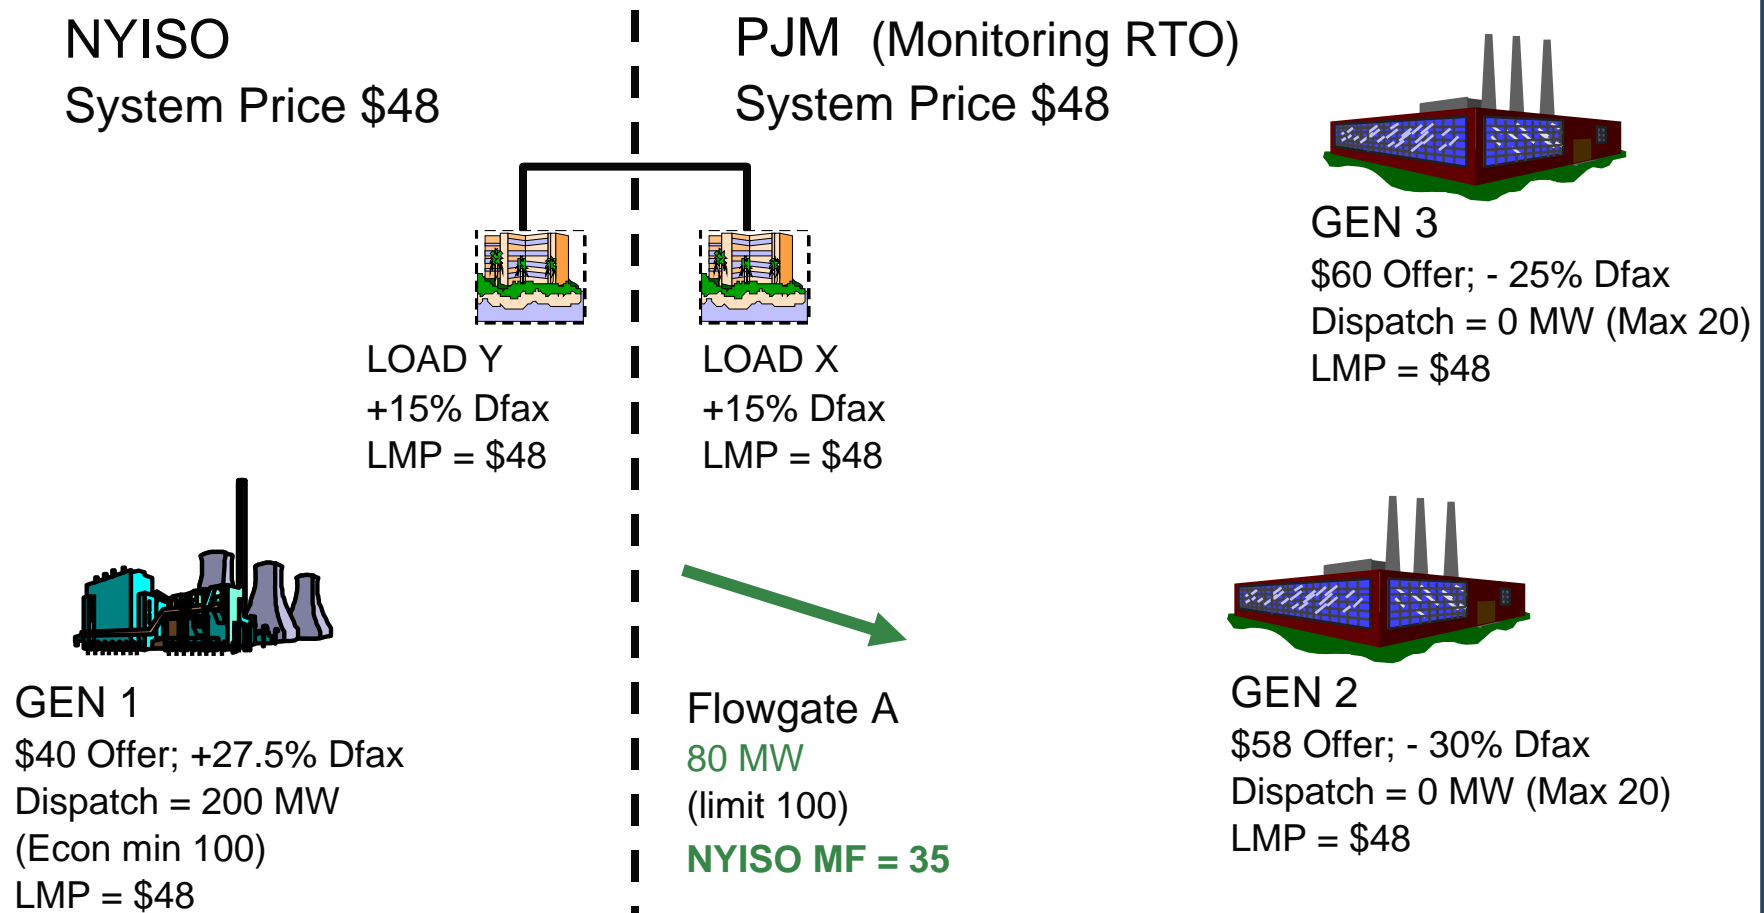 NYISO
System Price $48
PJM (Monitoring RTO)
System Price $48
GEN 3
$60 Offer; - 25% Dfax
Dispatch = 0 MW (Max 20)
LMP = $48
LOAD Y
+15% Dfax
LMP = $48
LOAD X
+15% Dfax
LMP = $48
GEN 1
$40 Offer; +27.5% Dfax
Dispatch = 200 MW
(Econ min 100)
LMP = $48
Flowgate A
80 MW
(limit 100)
NYISO MF = 35
GEN 2
$58 Offer; - 30% Dfax
Dispatch = 0 MW (Max 20)
LMP = $48